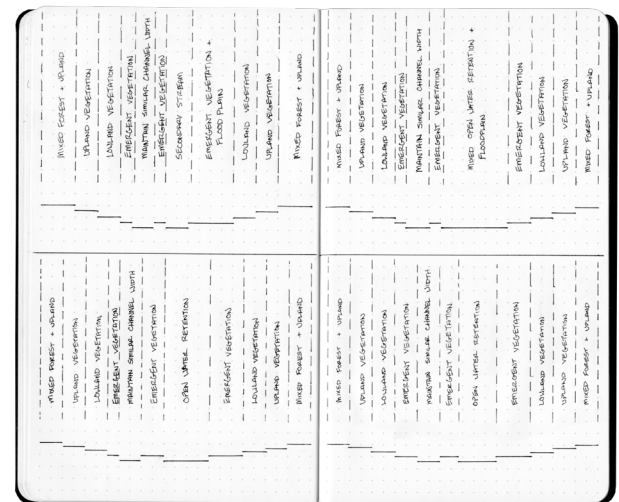 MIXED FOREST + UPLAND
UPLAND VEGETATION
LOWLAND VEGETATION
EMERGENT VEGETATION
MAINTAIN SIMILAR CHANNEL WIDTH
EMERGENT VEGETATION
SECONDARY STREAM
EMERGENT VEGETATION +
FLOOD PLAIN
LOWLAND VEGETATION
UPLAND VEGETATION
MIXED FOREST + UPLAND
MIXED FOREST + UPLAND
UPLAND VEGETATION
LOWLAND VEGETATION
EMERGENT VEGETATION
MAINTAIN SIMILAR CHANNEL WIDTH
EMERGENT VEGETATION
MIXED OPEN WATER RETENTION +
FLOODPLAIN
EMERGENT VEGETATION
LOWLAND VEGETATION
UPLAND VEGETATION
MIXED FOREST + UPLAND
MIXED FOREST + UPLAND
UPLAND VEGETATION
LOWLAND VEGETATION
EMERGENT VEGETATION
MAINTAIN SIMILAR CHANNEL WIDTH
EMERGENT VEGETATION
OPEN WATER RETENTION
EMERGENT VEGETATION
LOWLAND VEGETATION
UPLAND VEGETATION
MIXED FOREST + UPLAND
MIXED FOREST + UPLAND
UPLAND VEGETATION
LOWLAND VEGETATION
EMERGENT VEGETATION
MAINTAIN SIMILAR CHANNEL WIDTH
EMERGENT VEGETATION
OPEN WATER RETENTION
EMERGENT VEGETATION
LOWLAND VEGETATION
UPLAND VEGETATION
MIXED FOREST + UPLAND